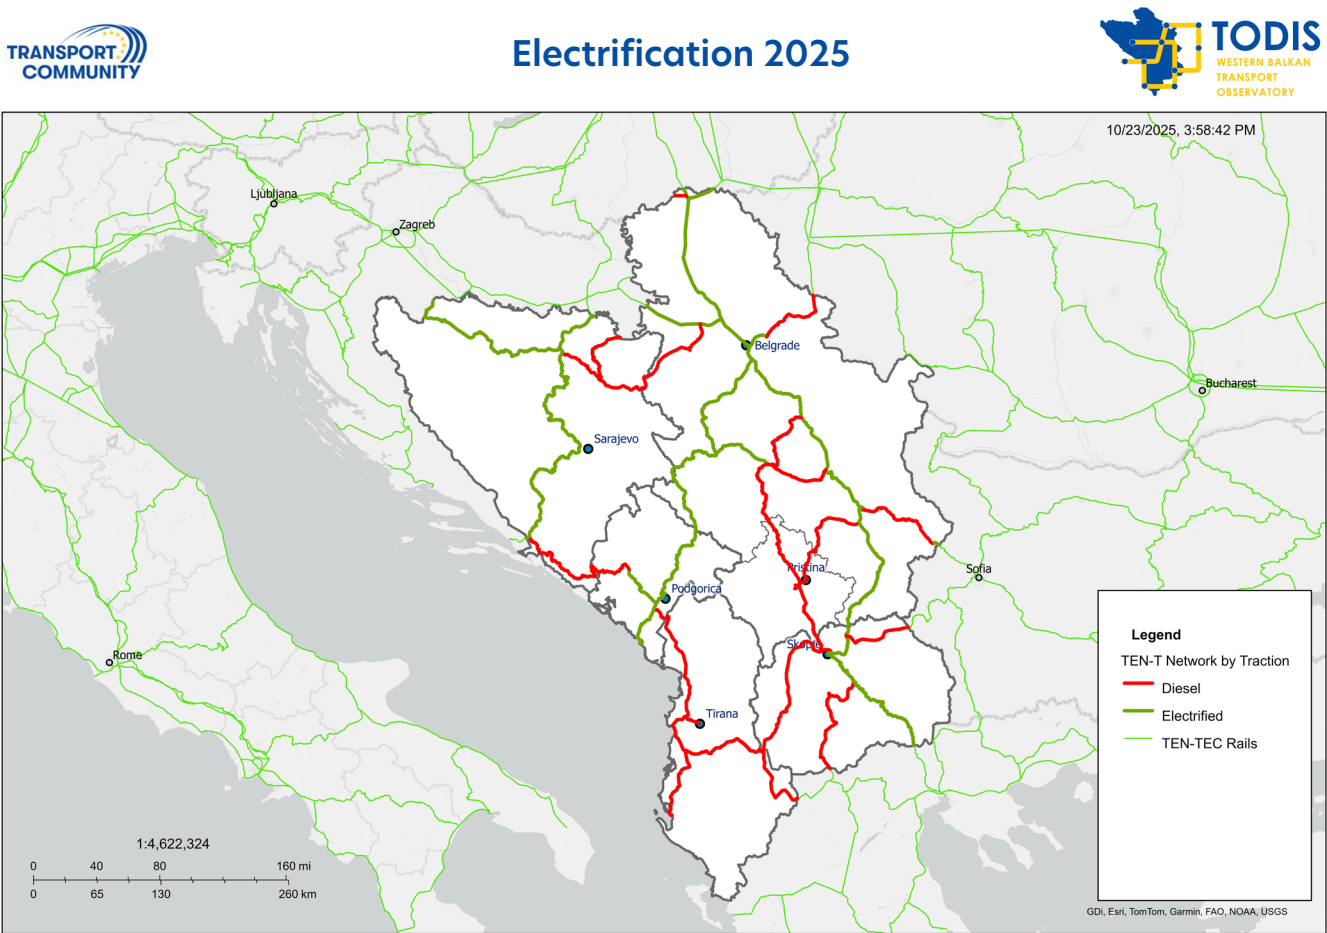 TRANSPORT
COMMUNITY
Electrification 2025
TODIS
WESTERN BALKAN
TRANSPORT
OBSERVATORY
10/23/2025, 3:58:42 PM
Ljubljana
Zagreb
Belgrade
Bucharest
Sarajevo
Sofia
Pristina
Podgorica
Skopje
Rome
Tirana
Legend
TEN-T Network by Traction
Diesel
Electrified
TEN-TEC Rails
1:4,622,324
0 40 80 160 mi
0 65 130 260 km
GDi, Esri, TomTom, Garmin, FAO, NOAA, USGS